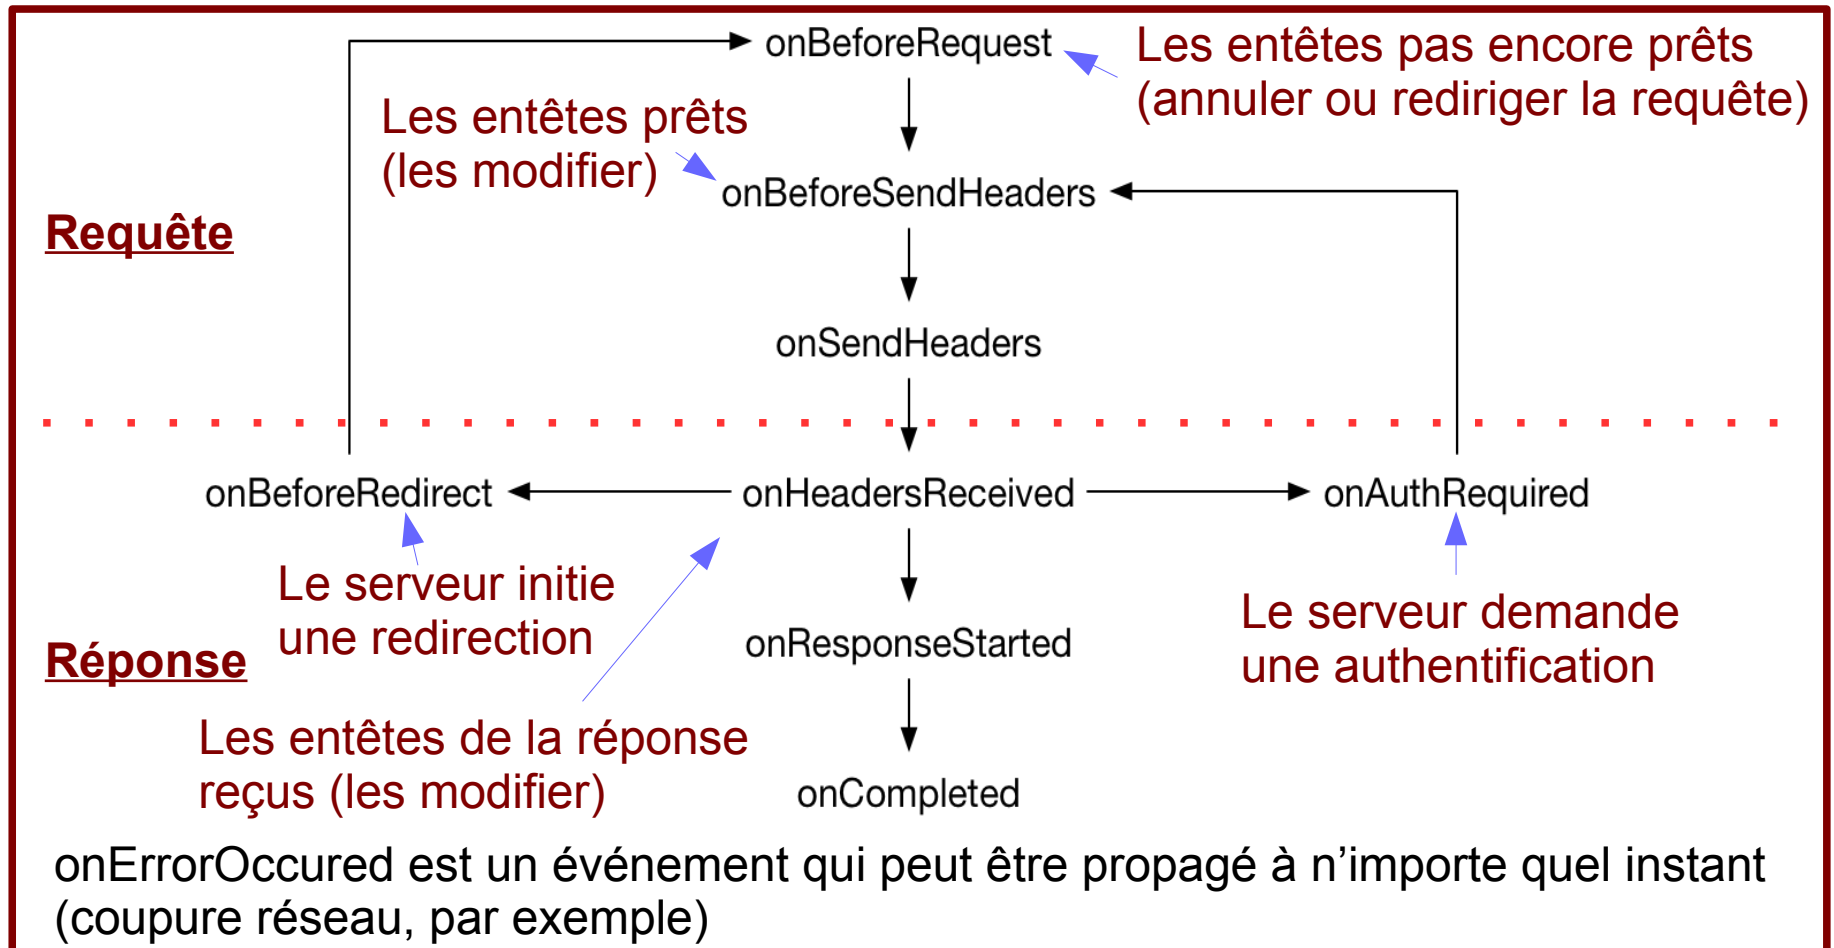 onBeforeRequest
Les entêtes pas encore prêts
(annuler ou rediriger la requête)
Les entêtes prêts
(les modifier)
onBeforeSendHeaders
Requête
onSendHeaders
onBeforeRedirect
onHeadersReceived
onAuthRequired
Le serveur initie
une redirection
Le serveur demande
une authentification
onResponseStarted
Réponse
Les entêtes de la réponse
reçus (les modifier)
onCompleted
onErrorOccured est un événement qui peut être propagé à n’importe quel instant
(coupure réseau, par exemple)